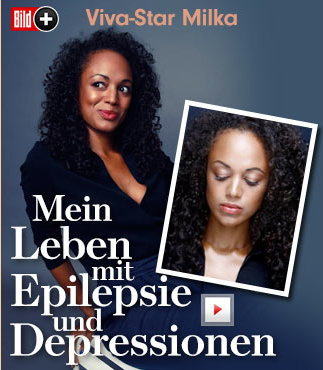 Bild +
Viva-Star Milka
Mein
Leben
mit
Epilepsie
und
Depressionen